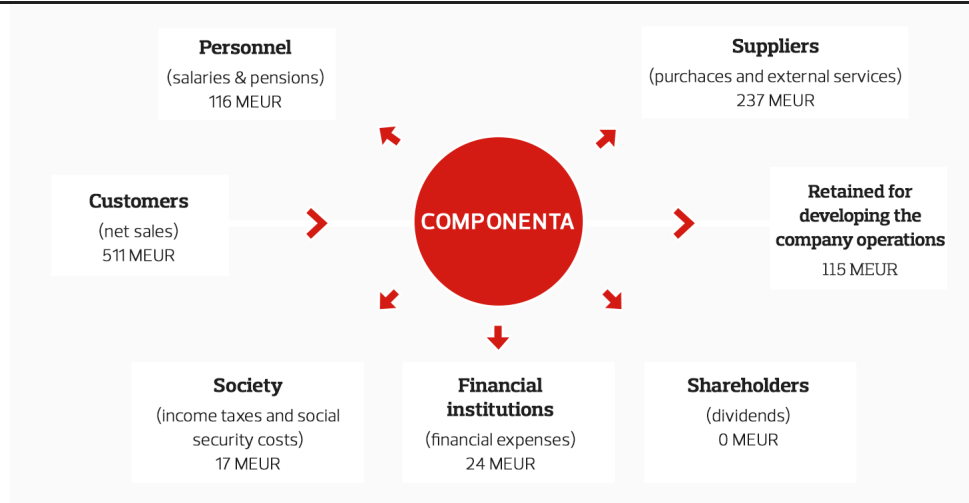 Personnel
(salaries & pensions)
116 MEUR
Suppliers
(purchaces and external services)
237 MEUR
Customers
(net sales)
511 MEUR
COMPONENTA
Retained for
developing the
company operations
115 MEUR
Society
(income taxes and social
security costs)
17 MEUR
Financial
institutions
(financial expenses)
24 MEUR
Shareholders
(dividends)
0 MEUR